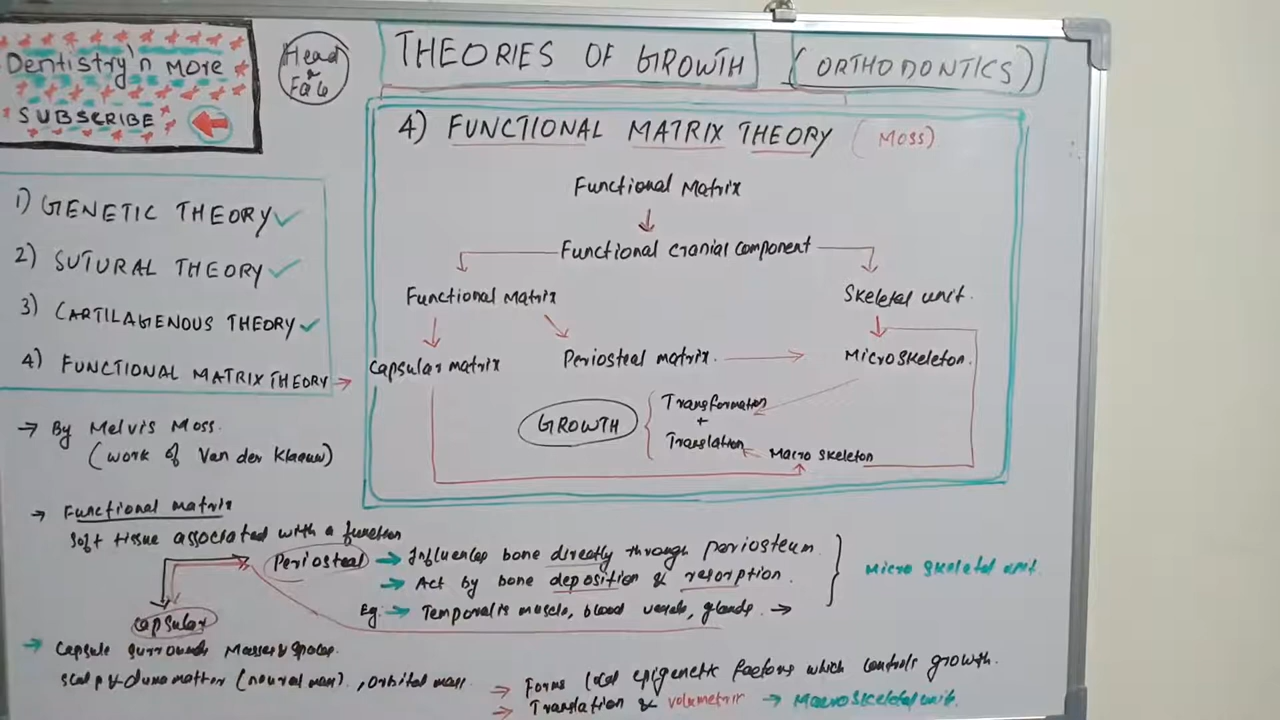 Dentistry'n More
SUBSCRIBE
Head
&
Face
THEORIES OF GROWTH (ORTHODONTICS)
4) FUNCTIONAL MATRIX THEORY (MOSS)
Functional Matrix
Functional cranial component
Functional Matrix
Skeletal unit.
Capsular matrix
Periosteal matrix.
Microskeleton.
GROWTH
Transformation
+
Translation
Macro skeleton
1) GENETIC THEORY ✓
2) SUTURAL THEORY ✓
3) CARTILAGENOUS THEORY ✓
4) FUNCTIONAL MATRIX THEORY →
→ By Melvis Moss.
(work of Van der Klaauw)
→ Functional matrix
Soft tissue associated with a function
Periosteal → Influences bone directly through periosteum.
→ Act by bone deposition & resorption.
Eg. → Temporalis muscle, blood vessels, glands. →
Micro skeletal unit.
Capsular
→ Capsule surrounds Masses & spaces.
scalp & dura matter (neural mass), orbital mass.
→ Forms local epigenetic factors which controls growth.
→ Translation & volumetric → Macroskeletal unit.